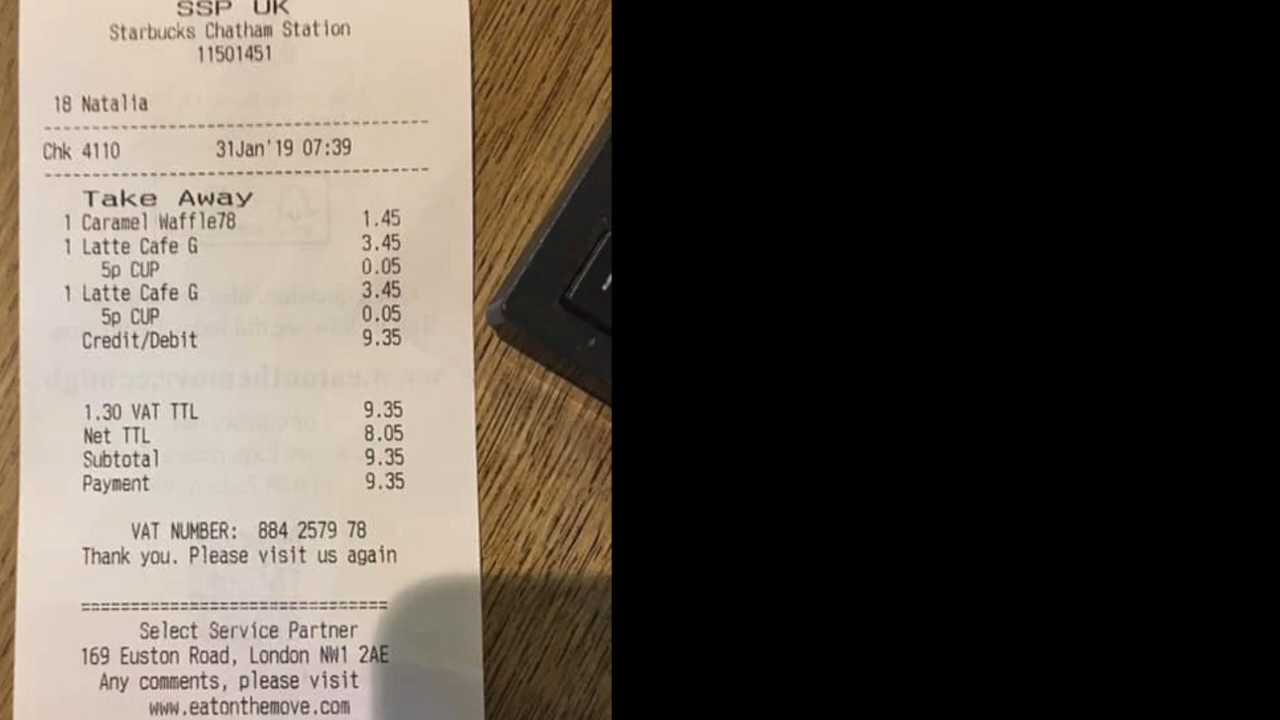 SSP UK
Starbucks Chatham Station
11501451
18 Natalia
--------------------------------
Chk 4110 31Jan'19 07:39
--------------------------------
Take Away
1 Caramel Waffle78 1.45
1 Latte Cafe G 3.45
5p CUP 0.05
1 Latte Cafe G 3.45
5p CUP 0.05
Credit/Debit 9.35
1.30 VAT TTL 9.35
Net TTL 8.05
Subtotal 9.35
Payment 9.35
VAT NUMBER: 884 2579 78
Thank you. Please visit us again
================================
Select Service Partner
169 Euston Road, London NW1 2AE
Any comments, please visit
www.eatonthemove.com